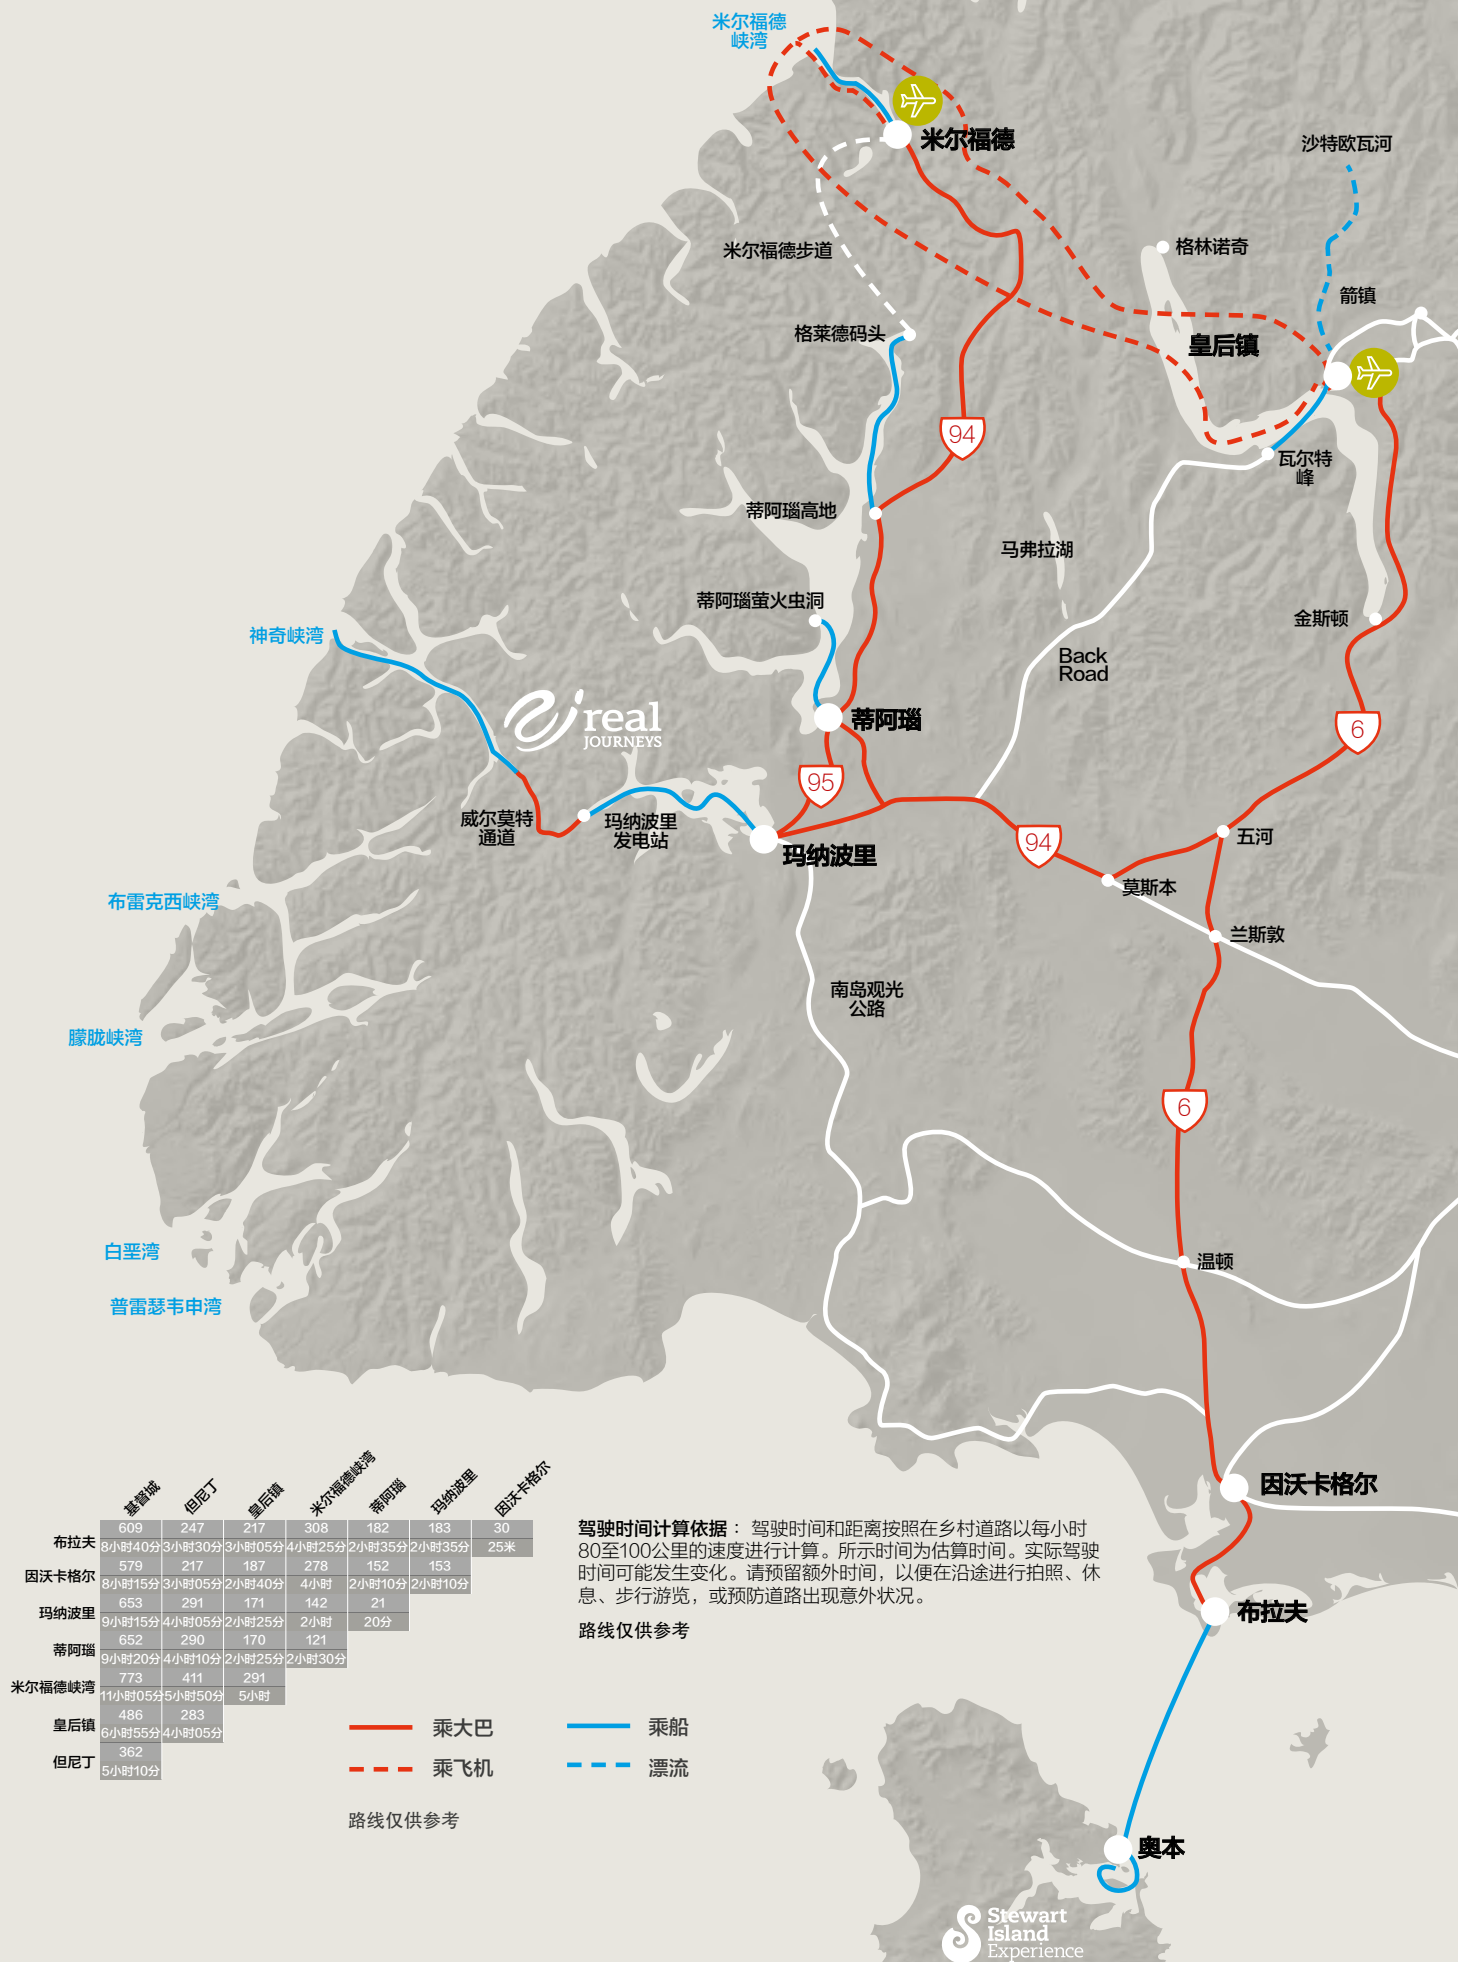 米尔福德
峡湾
米尔福德
沙特欧瓦河
米尔福德步道
格林诺奇
箭镇
格莱德码头
皇后镇
94
瓦尔特
峰
蒂阿瑙高地
马弗拉湖
蒂阿瑙萤火虫洞
金斯顿
神奇峡湾
Back
Road
real
JOURNEYS
蒂阿瑙
6
95
威尔莫特
通道
玛纳波里
发电站
玛纳波里
94
五河
莫斯本
布雷克西峡湾
兰斯敦
南岛观光
公路
朦胧峡湾
6
白垩湾
温顿
普雷瑟韦申湾
因沃卡格尔
基督城 但尼丁 皇后镇 米尔福德峡湾 蒂阿瑙 玛纳波里 因沃卡格尔
布拉夫
609 247 217 308 182 183 30
8小时40分 3小时30分 3小时05分 4小时25分 2小时35分 2小时35分 25米
因沃卡格尔
579 217 187 278 152 153
8小时15分 3小时05分 2小时40分 4小时 2小时10分 2小时10分
玛纳波里
653 291 171 142 21
9小时15分 4小时05分 2小时25分 2小时 20分
蒂阿瑙
652 290 170 121
9小时20分 4小时10分 2小时25分 2小时30分
米尔福德峡湾
773 411 291
11小时05分 5小时50分 5小时
皇后镇
486 283
6小时55分 4小时05分
但尼丁
362
5小时10分
驾驶时间计算依据： 驾驶时间和距离按照在乡村道路以每小时
80至100公里的速度进行计算。所示时间为估算时间。实际驾驶
时间可能发生变化。请预留额外时间，以便在沿途进行拍照、休
息、步行游览，或预防道路出现意外状况。
路线仅供参考
布拉夫
乘大巴
乘船
乘飞机
漂流
路线仅供参考
奥本
Stewart
Island
Experience